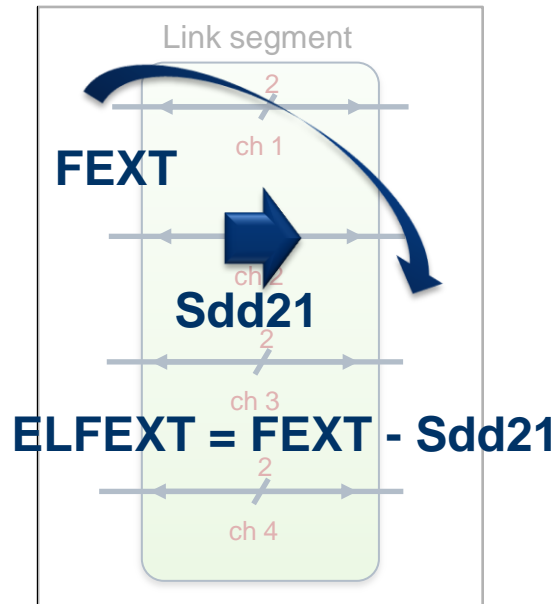 Link segment
2
ch 1
FEXT
ch 2
Sdd21
2
ch 3
ELFEXT = FEXT - Sdd21
2
ch 4